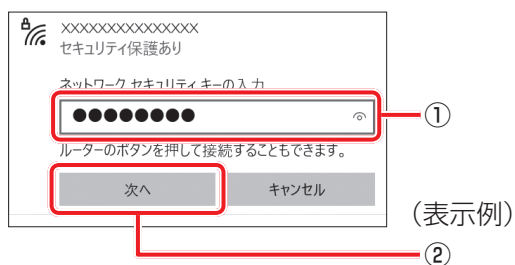 XXXXXXXXXXXXXXX
セキュリティ保護あり
ネットワーク セキュリティ キーの入力
●●●●●●●●
①
ルーターのボタンを押して接続することもできます。
次へ
キャンセル
(表示例)
②